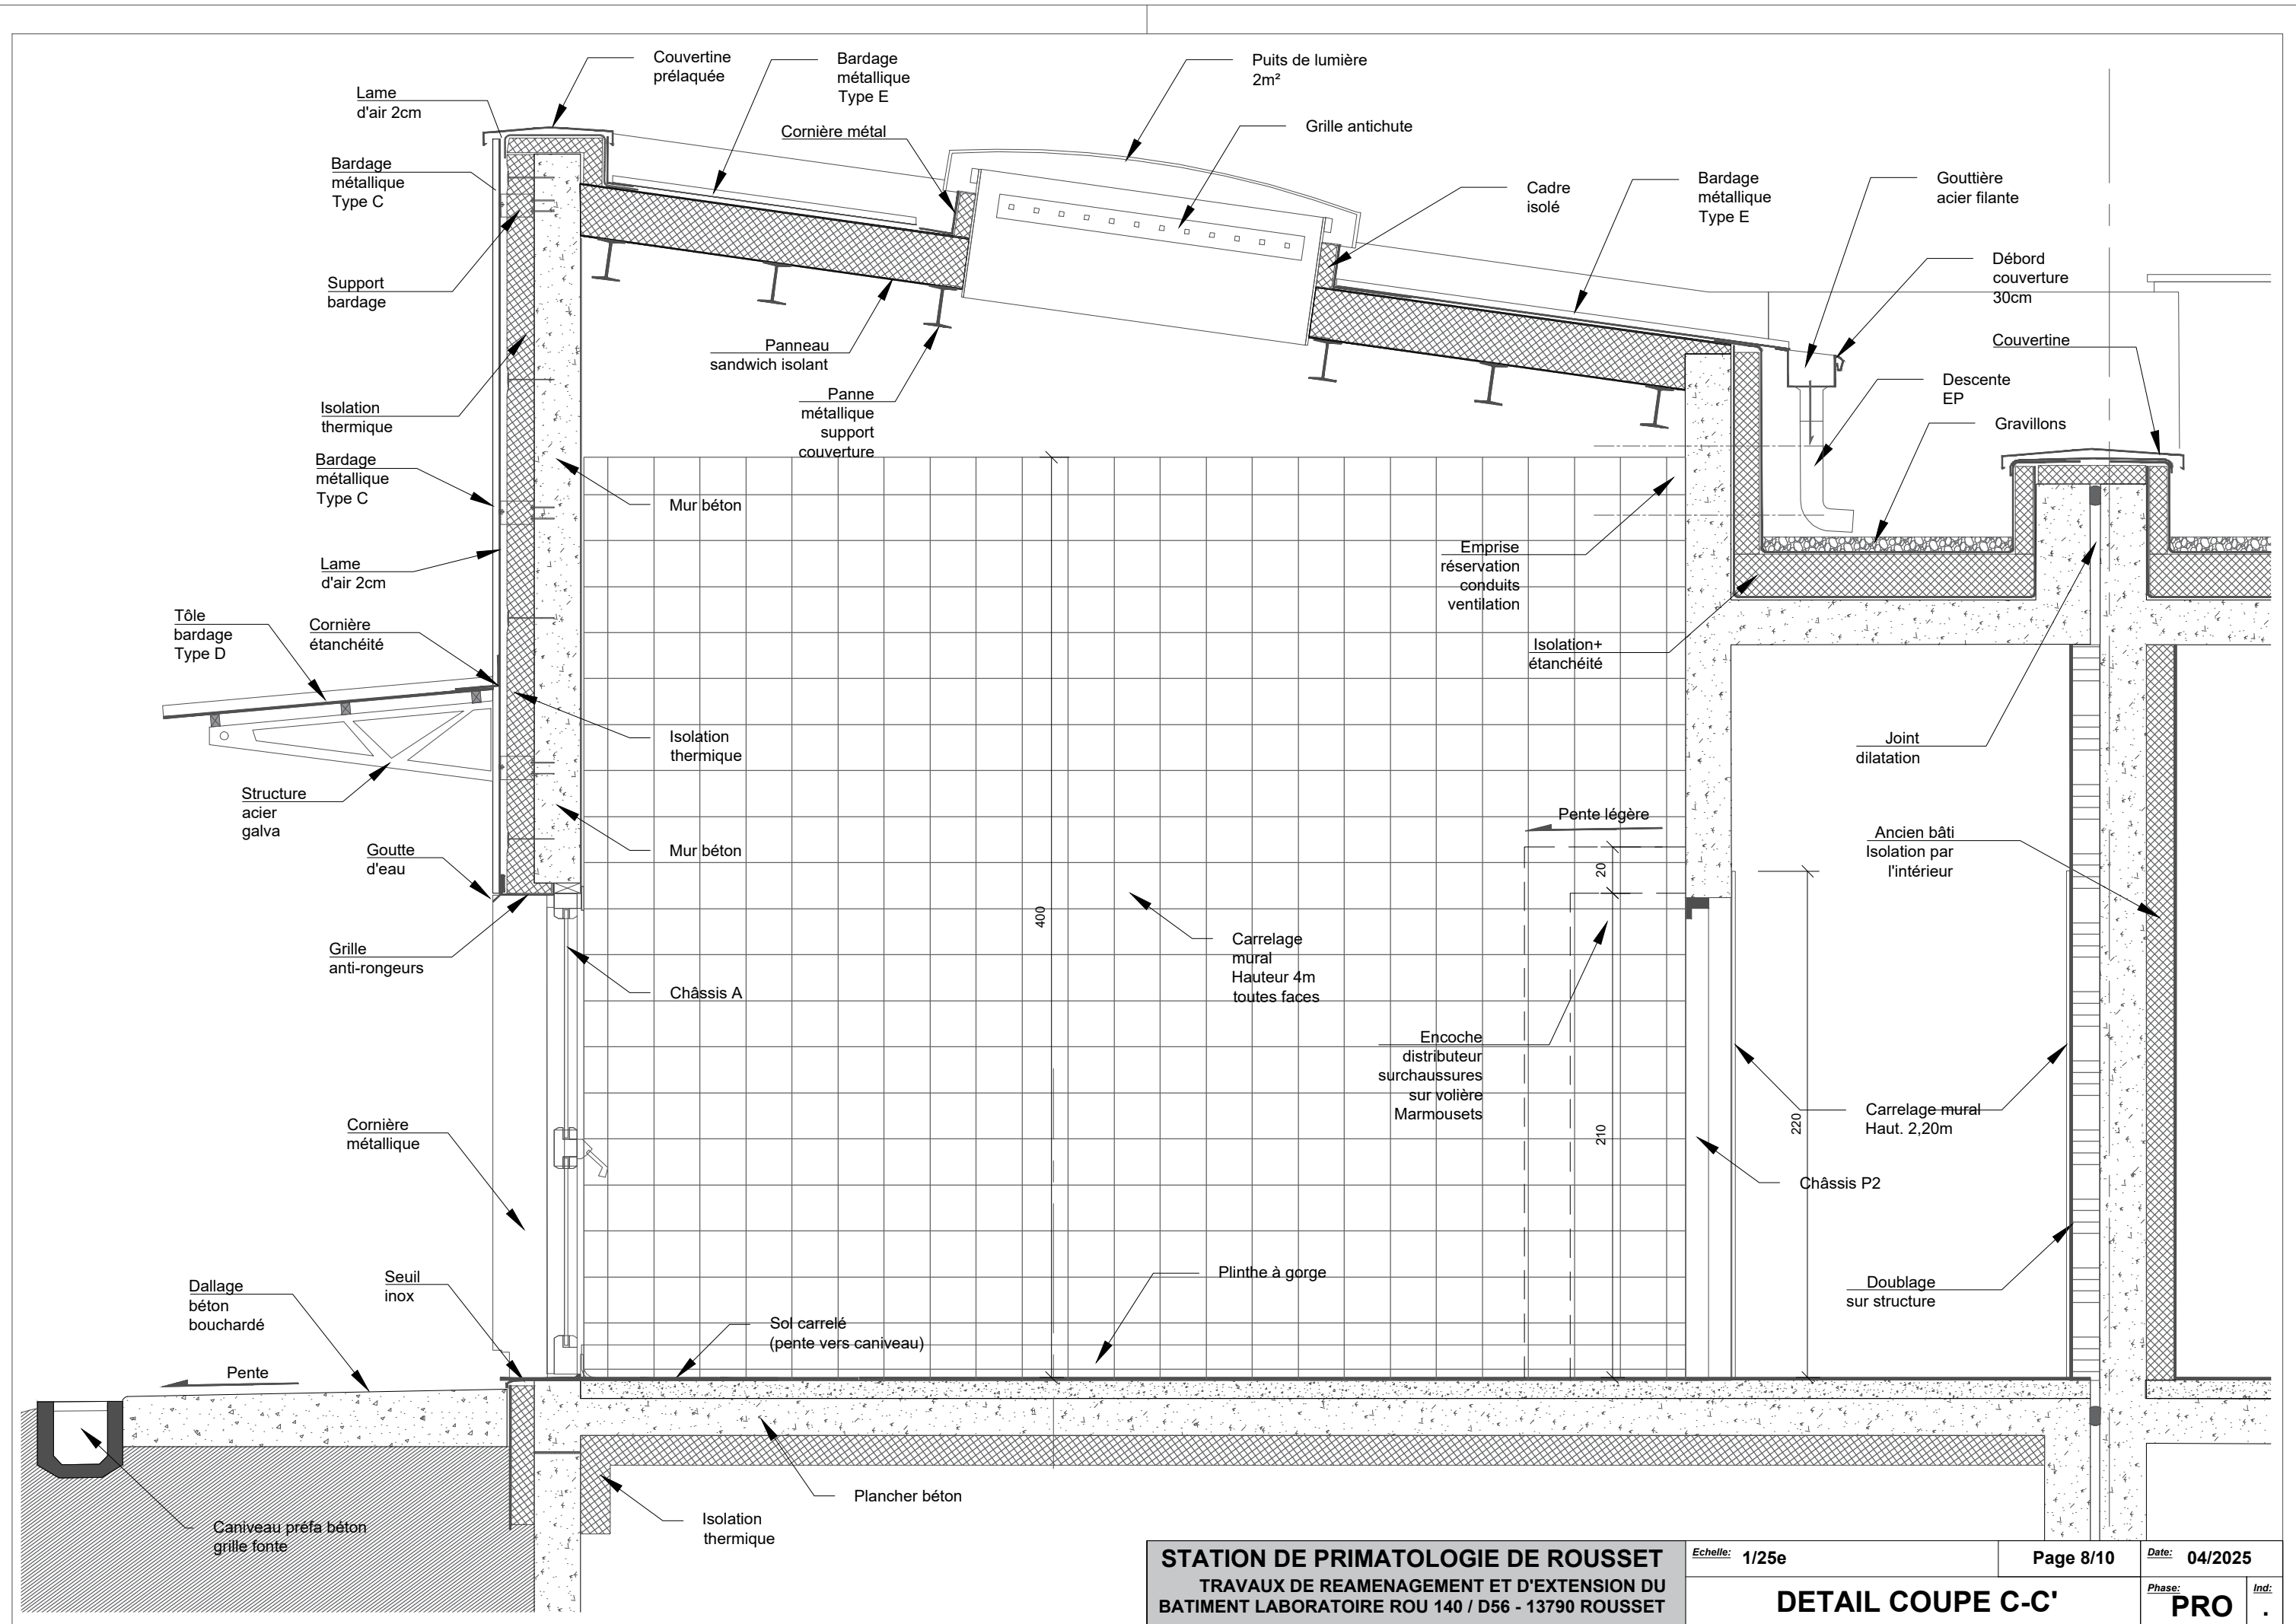 Couvertine
prélaquée
Bardage
métallique
Type E
Puits de lumière
2m²
Lame
d'air 2cm
Cornière métal
Grille antichute
Bardage
métallique
Type C
Cadre
isolé
Bardage
métallique
Type E
Gouttière
acier filante
Support
bardage
Débord
couverture
30cm
Panneau
sandwich isolant
Couvertine
Panne
métallique
support
couverture
Descente
EP
Isolation
thermique
Gravillons
Bardage
métallique
Type C
Mur béton
Lame
d'air 2cm
Emprise
réservation
conduits
ventilation
Tôle
bardage
Type D
Cornière
étanchéité
Isolation+
étanchéité
Isolation
thermique
Joint
dilatation
Structure
acier
galva
Pente légère
Goutte
d'eau
Mur béton
20
Ancien bâti
Isolation par
l'intérieur
400
Grille
anti-rongeurs
Carrelage
mural
Hauteur 4m
toutes faces
Châssis A
Encoche
distributeur
surchaussures
sur volière
Marmousets
Cornière
métallique
210
220
Carrelage mural
Haut. 2,20m
Châssis P2
Dallage
béton
bouchardé
Seuil
inox
Plinthe à gorge
Doublage
sur structure
Sol carrelé
(pente vers caniveau)
Pente
Plancher béton
Caniveau préfa béton
grille fonte
Isolation
thermique
STATION DE PRIMATOLOGIE DE ROUSSET
TRAVAUX DE REAMENAGEMENT ET D'EXTENSION DU
BATIMENT LABORATOIRE ROU 140 / D56 - 13790 ROUSSET
Echelle: 1/25e
Page 8/10
Date: 04/2025
DETAIL COUPE C-C'
Phase:
PRO
Ind:
.